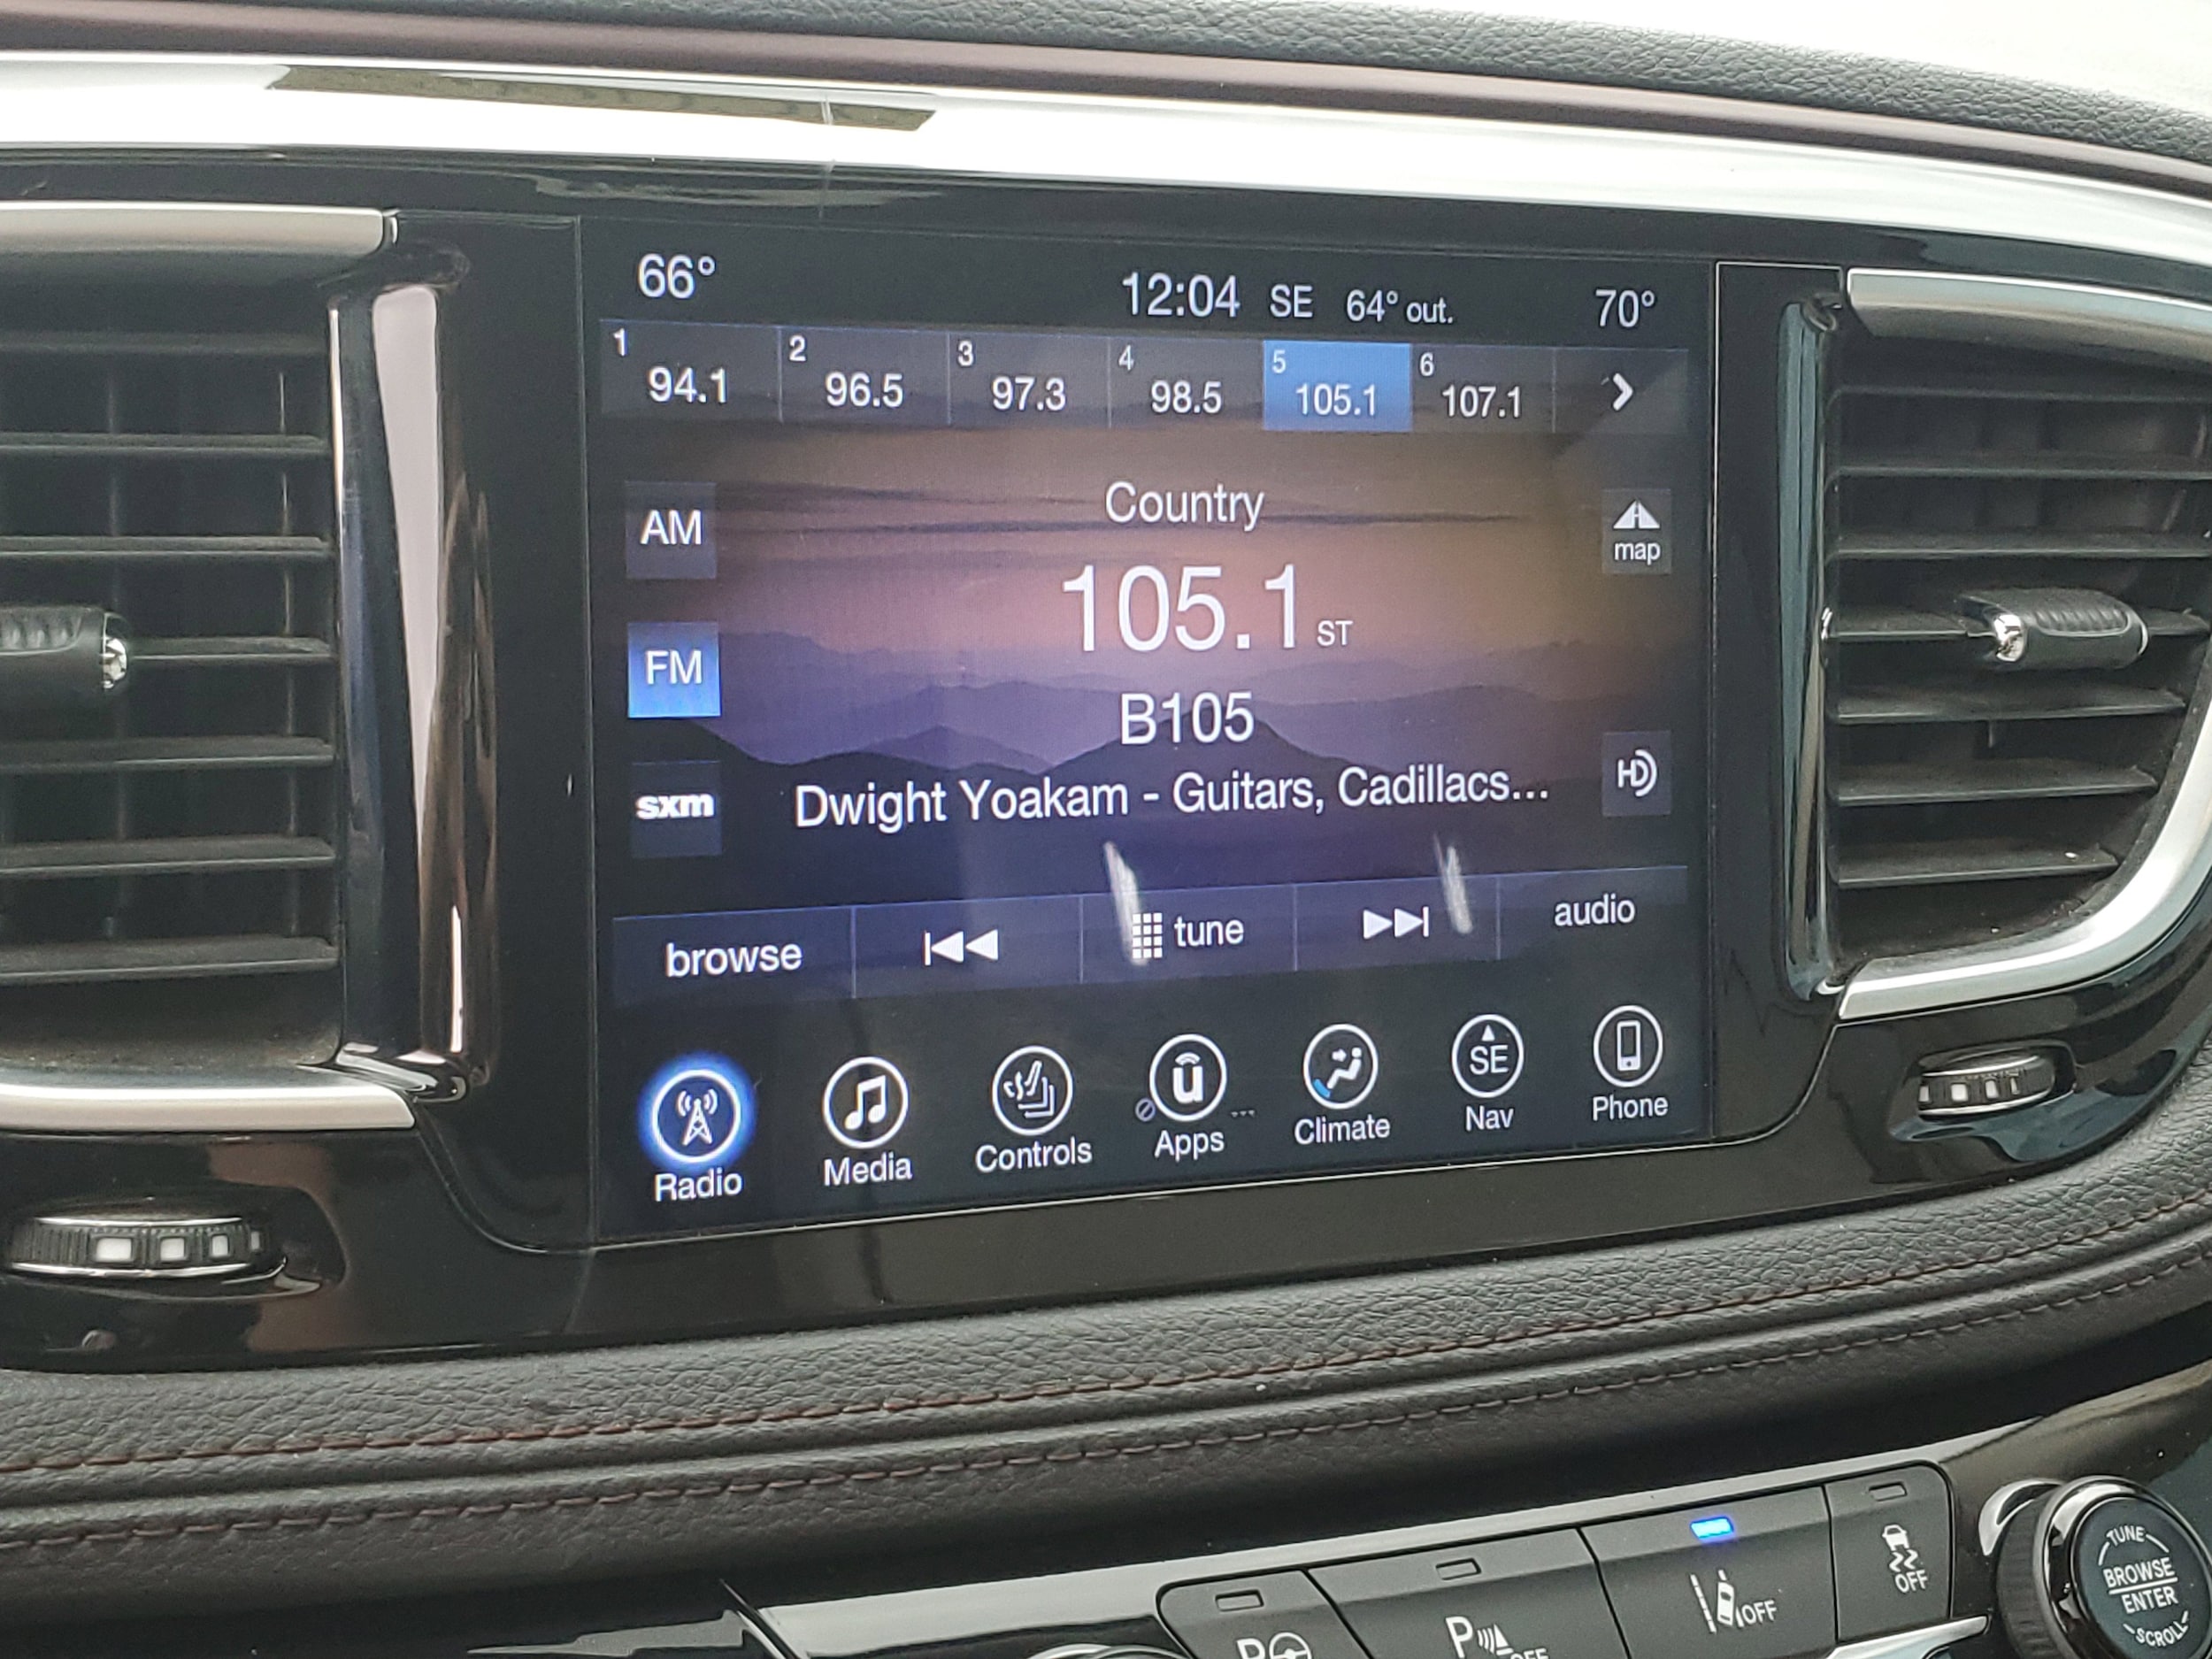 66° 12:04 SE 64° out. 70°
1 94.1 2 96.5 3 97.3 4 98.5 5 105.1 6 107.1
Country
AM
map
105.1 ST
FM
B105
HD
sxm
Dwight Yoakam - Guitars, Cadillacs...
browse tune audio
SE
Radio Media Controls Apps Climate Nav Phone
P OFF
OFF
OFF
TUNE
BROWSE
ENTER
SCROLL